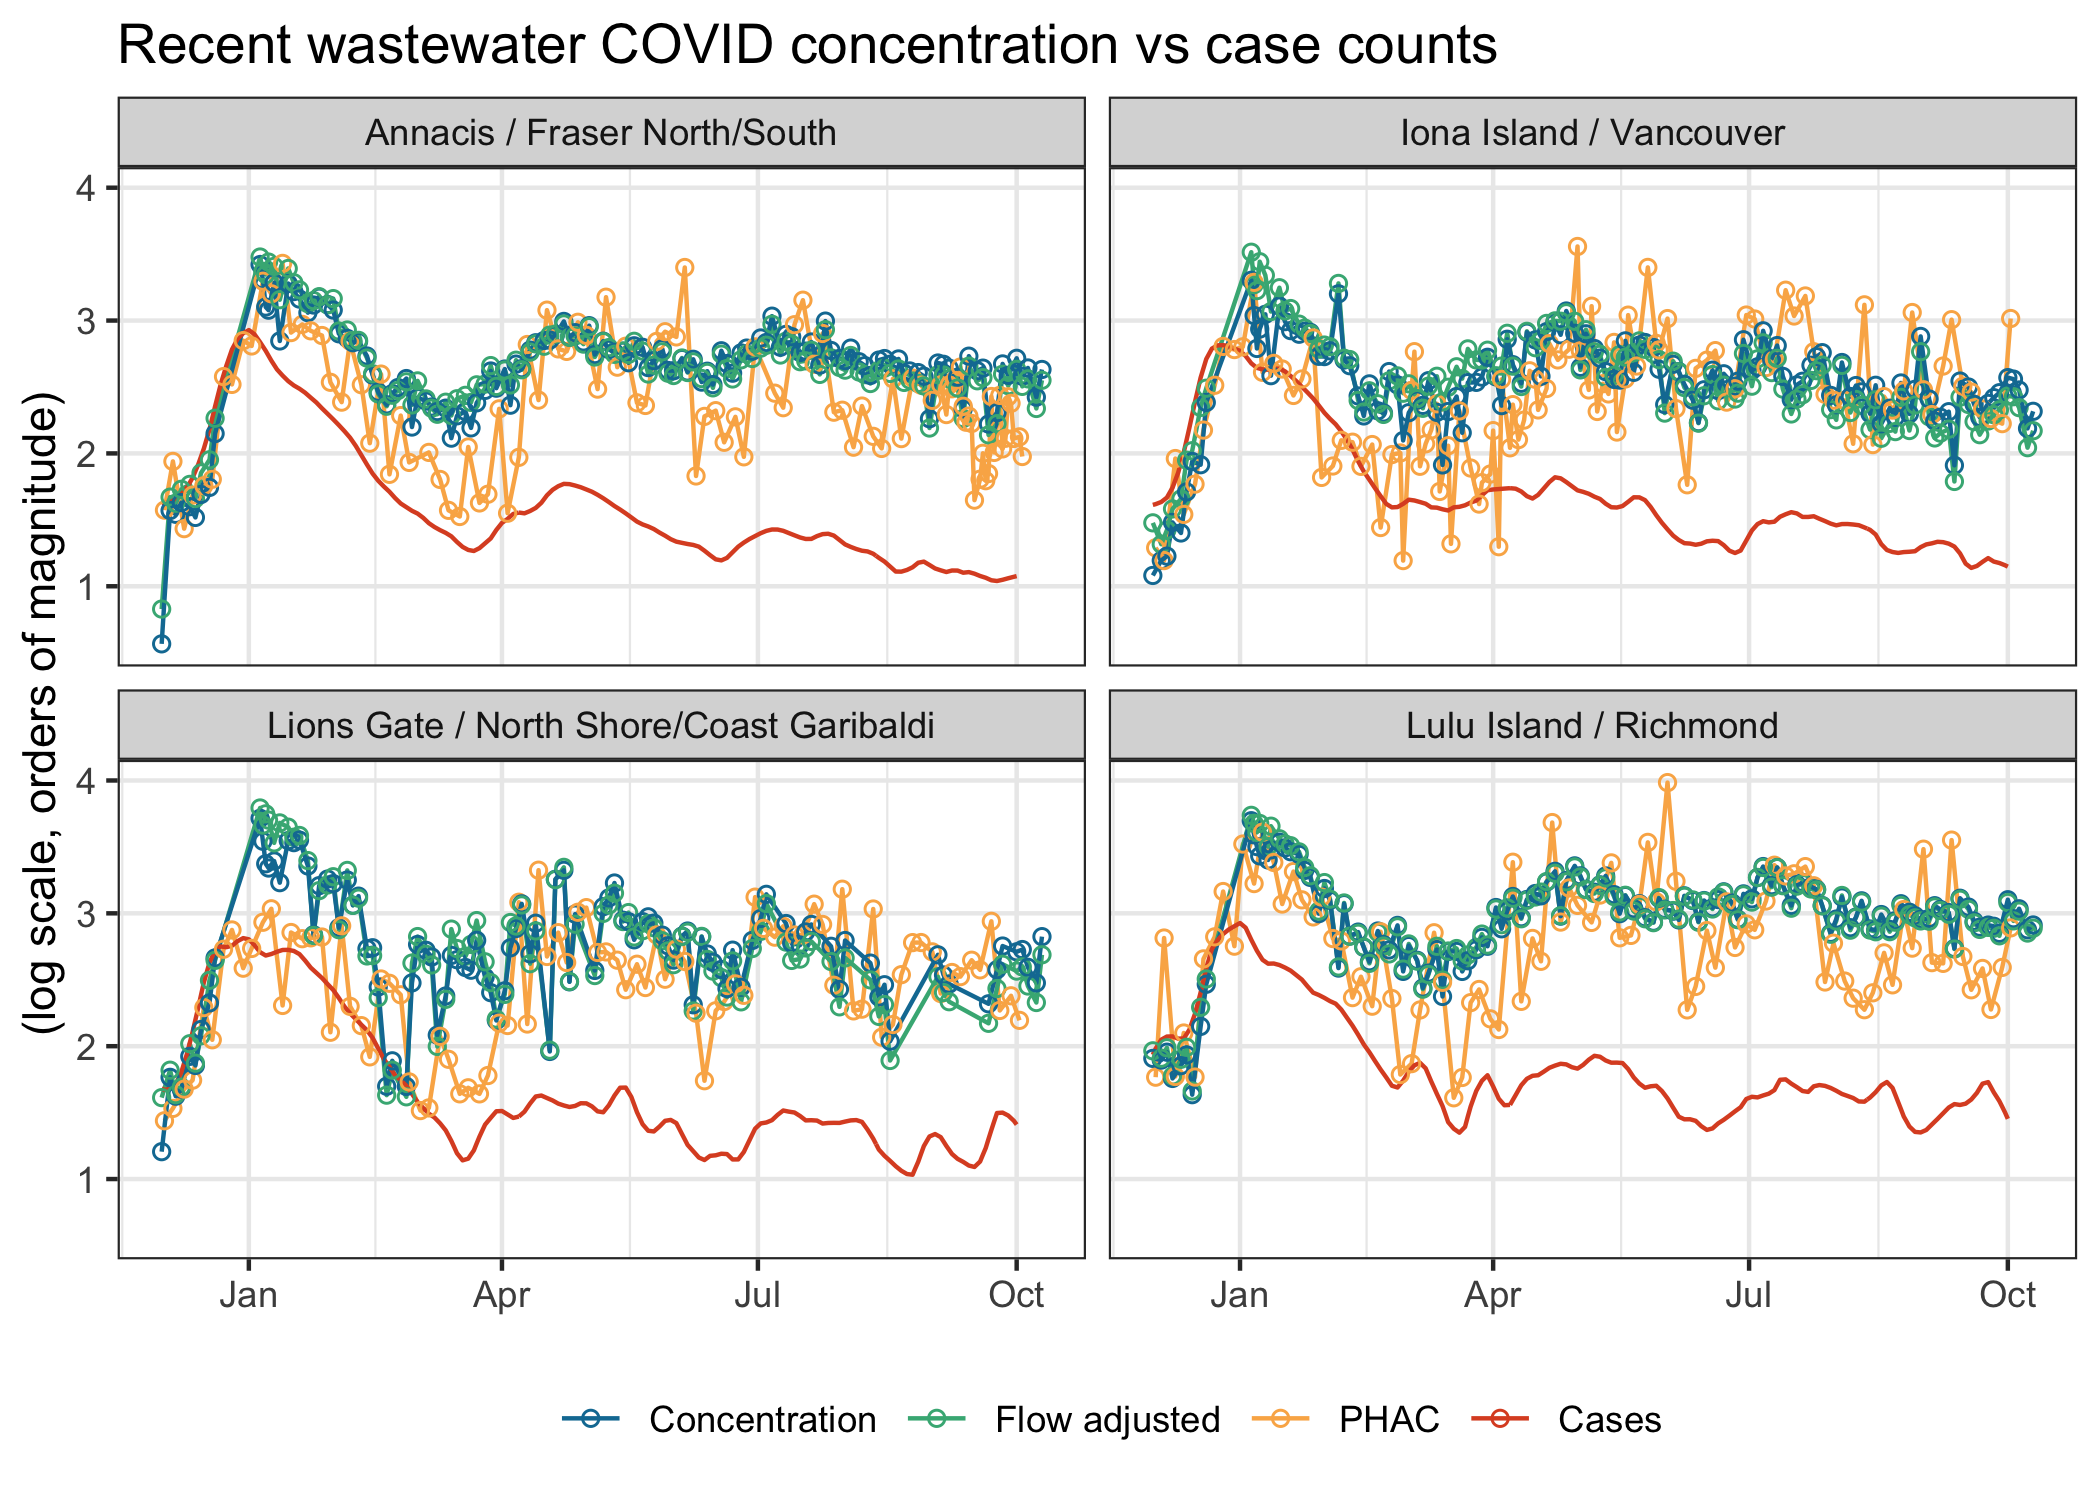 Recent wastewater COVID concentration vs case counts
Annacis / Fraser North/South
Iona Island / Vancouver
4
3
2
1
(log scale, orders of magnitude)
Lions Gate / North Shore/Coast Garibaldi
Lulu Island / Richmond
4
3
2
1
Jan Apr Jul Oct
Jan Apr Jul Oct
Concentration Flow adjusted PHAC Cases